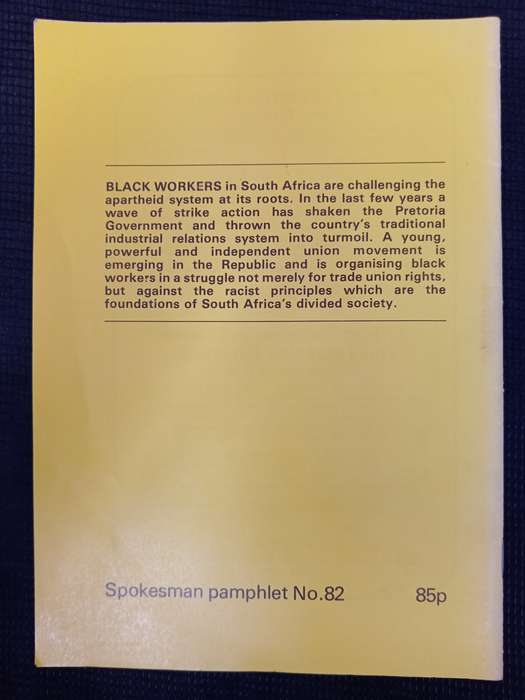 BLACK WORKERS in South Africa are challenging the
apartheid system at its roots. In the last few years a
wave of strike action has shaken the Pretoria
Government and thrown the country's traditional
industrial relations system into turmoil. A young,
powerful and independent union movement is
emerging in the Republic and is organising black
workers in a struggle not merely for trade union rights,
but against the racist principles which are the
foundations of South Africa's divided society.
Spokesman pamphlet No.82 85p